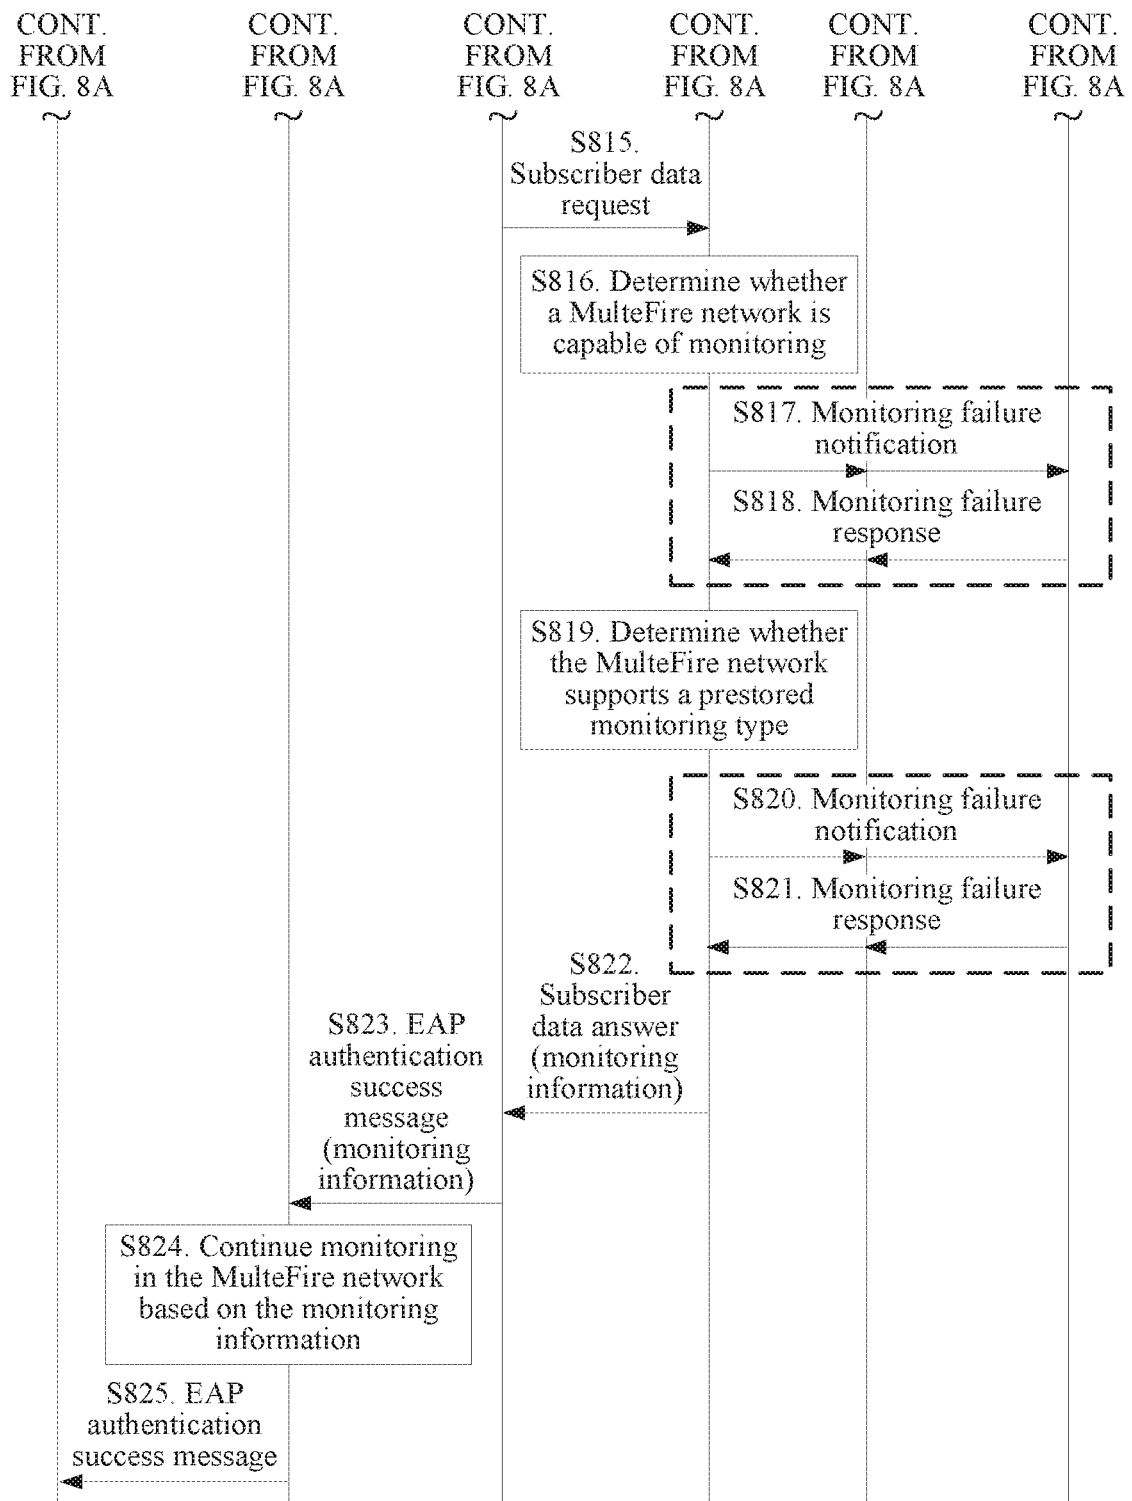 CONT. CONT. CONT. CONT. CONT. CONT.
FROM FROM FROM FROM FROM FROM
FIG. 8A FIG. 8A FIG. 8A FIG. 8A FIG. 8A FIG. 8A
S815.
Subscriber data
request
S816. Determine whether
a MulteFire network is
capable of monitoring
S817. Monitoring failure
notification
S818. Monitoring failure
response
S819. Determine whether
the MulteFire network
supports a prestored
monitoring type
S820. Monitoring failure
notification
S821. Monitoring failure
response
S822.
Subscriber
data answer
(monitoring
information)
S823. EAP
authentication
success
message
(monitoring
information)
S824. Continue monitoring
in the MulteFire network
based on the monitoring
information
S825. EAP
authentication
success message